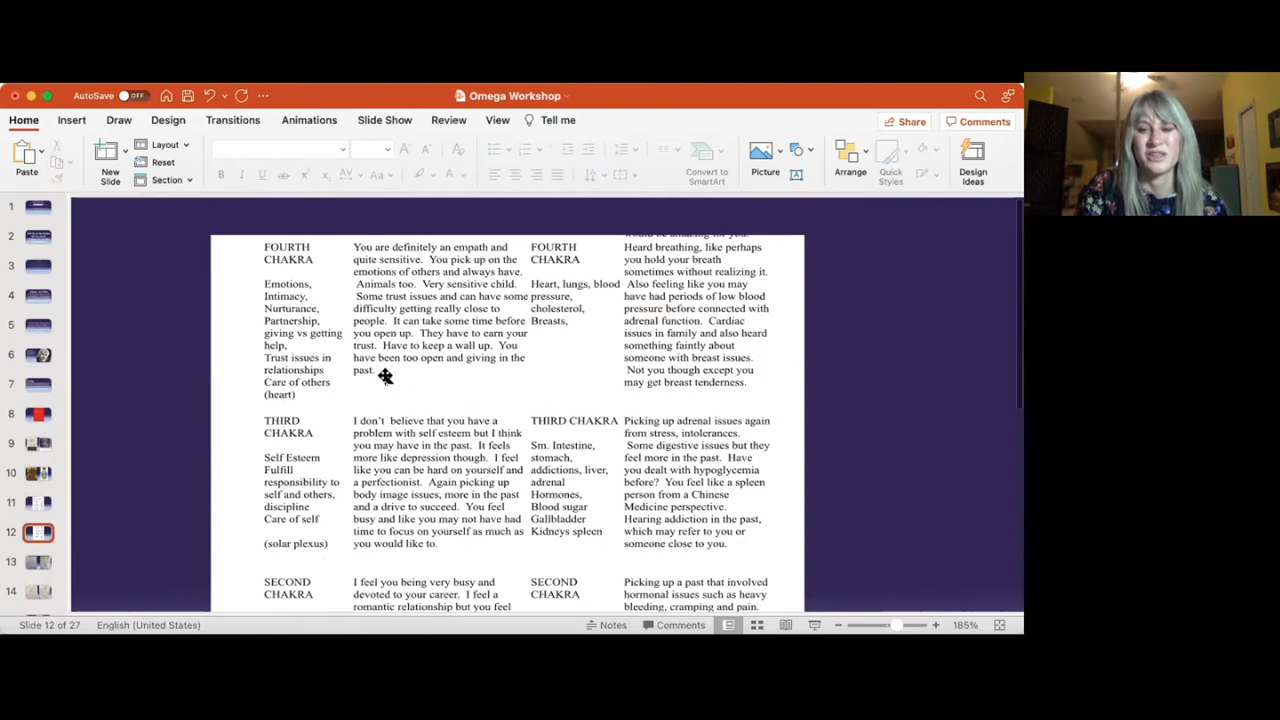 AutoSave OFF
Omega Workshop
Home Insert Draw Design Transitions Animations Slide Show Review View Tell me
Share Comments
Paste
New Slide
Layout
Reset
Section
Convert to SmartArt
Picture
Arrange
Quick Styles
Design Ideas
1
2
3
4
5
6
7
8
9
10
11
12
13
14
FOURTH
CHAKRA
Emotions,
Intimacy,
Nurturance,
Partnership,
giving vs getting
help,
Trust issues in
relationships
Care of others
(heart)
You are definitely an empath and
quite sensitive. You pick up on the
emotions of others and always have.
Animals too. Very sensitive child.
Some trust issues and can have some
difficulty getting really close to
people. It can take some time before
you open up. They have to earn your
trust. Have to keep a wall up. You
have been too open and giving in the
past.
FOURTH
CHAKRA
Heart, lungs, blood
pressure,
cholesterol,
Breasts,
Heard breathing, like perhaps
you hold your breath
sometimes without realizing it.
Also feeling like you may
have had periods of low blood
pressure before connected with
adrenal function. Cardiac
issues in family and also heard
something faintly about
someone with breast issues.
Not you though except you
may get breast tenderness.
THIRD
CHAKRA
Self Esteem
Fulfill
responsibility to
self and others,
discipline
Care of self
(solar plexus)
I don't believe that you have a
problem with self esteem but I think
you may have in the past. It feels
more like depression though. I feel
like you can be hard on yourself and
a perfectionist. Again picking up
body image issues, more in the past
and a drive to succeed. You feel
busy and like you may not have had
time to focus on yourself as much as
you would like to.
THIRD CHAKRA
Sm. Intestine,
stomach,
addictions, liver,
adrenal
Hormones,
Blood sugar
Gallbladder
Kidneys spleen
Picking up adrenal issues again
from stress, intolerances.
Some digestive issues but they
feel more in the past. Have
you dealt with hypoglycemia
before? You feel like a spleen
person from a Chinese
Medicine perspective.
Hearing addiction in the past,
which may refer to you or
someone close to you.
SECOND
CHAKRA
I feel you being very busy and
devoted to your career. I feel a
romantic relationship but you feel
SECOND
CHAKRA
Picking up a past that involved
hormonal issues such as heavy
bleeding, cramping and pain.
Slide 12 of 27 English (United States) Notes Comments 185%